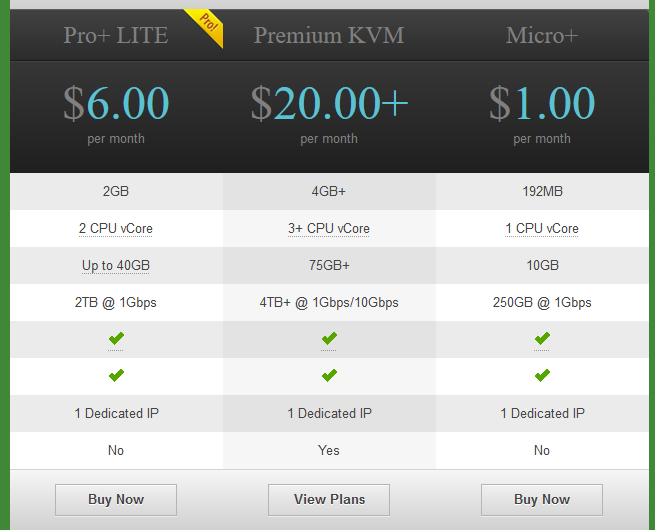 Pro+ LITE Pro! Premium KVM Micro+
$6.00 $20.00+ $1.00
per month per month per month
2GB 4GB+ 192MB
2 CPU vCore 3+ CPU vCore 1 CPU vCore
Up to 40GB 75GB+ 10GB
2TB @ 1Gbps 4TB+ @ 1Gbps/10Gbps 250GB @ 1Gbps
1 Dedicated IP 1 Dedicated IP 1 Dedicated IP
No Yes No
Buy Now View Plans Buy Now